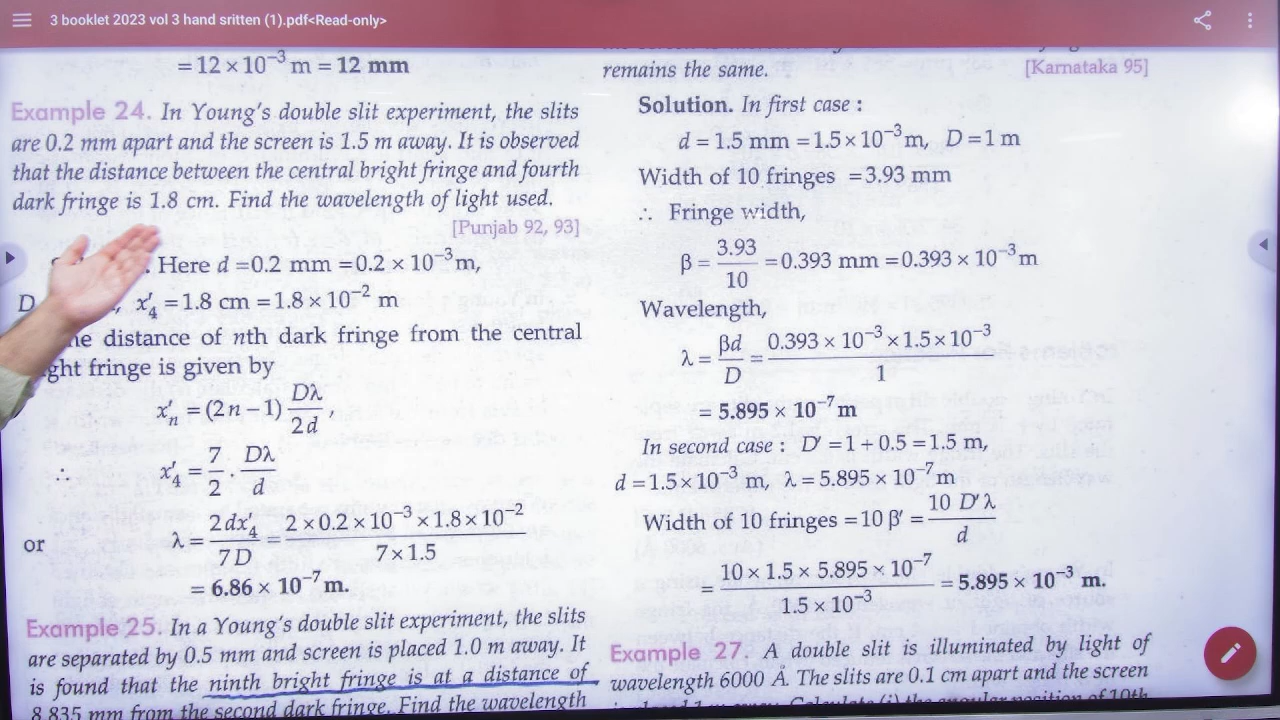 3 booklet 2023 vol 3 hand sritten (1).pdf<Read-only>
= 12 × 10⁻³ m = 12 mm
Example 24. In Young's double slit experiment, the slits
are 0.2 mm apart and the screen is 1.5 m away. It is observed
that the distance between the central bright fringe and fourth
dark fringe is 1.8 cm. Find the wavelength of light used.
[Punjab 92, 93]
Here d = 0.2 mm = 0.2 × 10⁻³ m,
D , x′₄ = 1.8 cm = 1.8 × 10⁻² m
he distance of nth dark fringe from the central
ght fringe is given by
x′ₙ = (2n − 1) Dλ / 2d ,
∴ x′₄ = 7/2 . Dλ/d
or λ = 2dx′₄ / 7D = 2 × 0.2 × 10⁻³ × 1.8 × 10⁻² / 7 × 1.5
= 6.86 × 10⁻⁷ m.
Example 25. In a Young's double slit experiment, the slits
are separated by 0.5 mm and screen is placed 1.0 m away. It
is found that the ninth bright fringe is at a distance of
8.835 mm from the second dark fringe. Find the wavelength
remains the same. [Karnataka 95]
Solution. In first case :
d = 1.5 mm = 1.5 × 10⁻³ m, D = 1 m
Width of 10 fringes = 3.93 mm
∴ Fringe width,
β = 3.93 / 10 = 0.393 mm = 0.393 × 10⁻³ m
Wavelength,
λ = βd / D = 0.393 × 10⁻³ × 1.5 × 10⁻³ / 1
= 5.895 × 10⁻⁷ m
In second case : D′ = 1 + 0.5 = 1.5 m,
d = 1.5 × 10⁻³ m, λ = 5.895 × 10⁻⁷ m
Width of 10 fringes = 10 β′ = 10 D′ λ / d
= 10 × 1.5 × 5.895 × 10⁻⁷ / 1.5 × 10⁻³ = 5.895 × 10⁻³ m.
Example 27. A double slit is illuminated by light of
wavelength 6000 Å. The slits are 0.1 cm apart and the screen